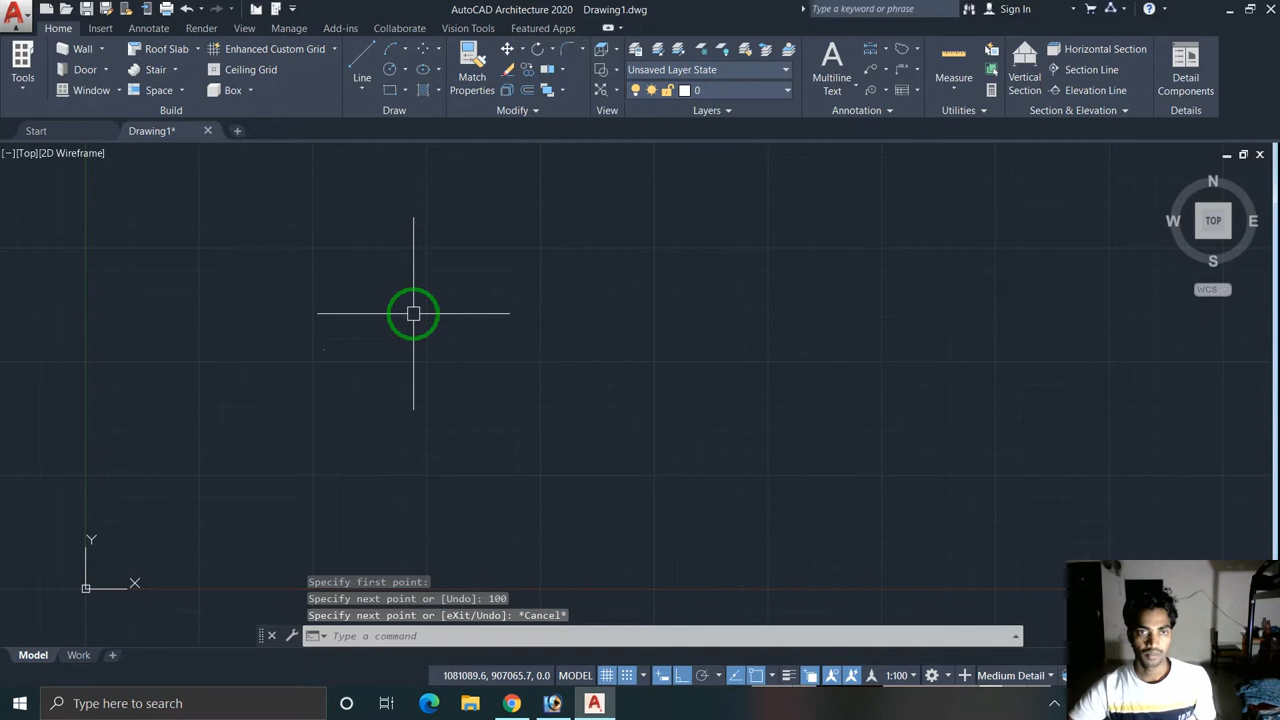 AutoCAD Architecture 2020 Drawing1.dwg
Type a keyword or phrase
Sign In
Home Insert Annotate Render View Manage Add-ins Collaborate Vision Tools Featured Apps
Tools
Wall
Door
Window
Roof Slab
Stair
Space
Enhanced Custom Grid
Ceiling Grid
Box
Build
Line
Draw
Match
Properties
Modify
View
Unsaved Layer State
0
Layers
Multiline
Text
Annotation
Measure
Utilities
Vertical
Section
Horizontal Section
Section Line
Elevation Line
Section & Elevation
Detail
Components
Details
Start
Drawing1*
[−][Top][2D Wireframe]
N
W TOP E
S
WCS
Y
X
Specify first point:
Specify next point or [Undo]: 100
Specify next point or [eXit/Undo]: *Cancel*
Type a command
Model Work
1081089.6, 907065.7, 0.0 MODEL
1:100
Medium Detail
Type here to search